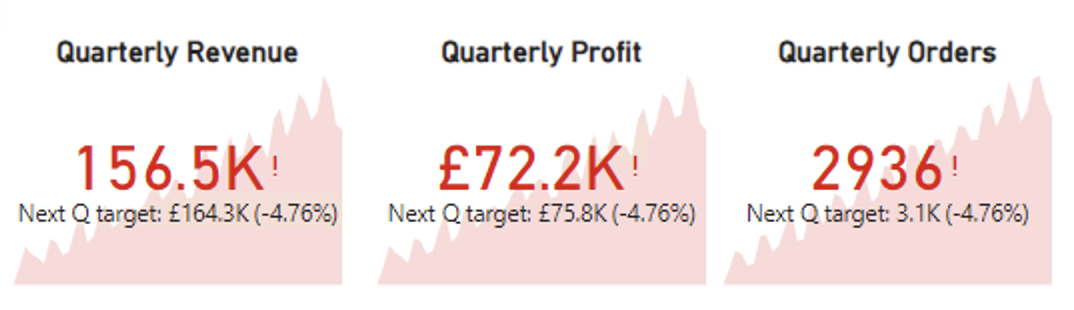 Quarterly Revenue
156.5K!
Next Q target: £164.3K (-4.76%)
Quarterly Profit
£72.2K!
Next Q target: £75.8K (-4.76%)
Quarterly Orders
2936!
Next Q target: 3.1K (-4.76%)